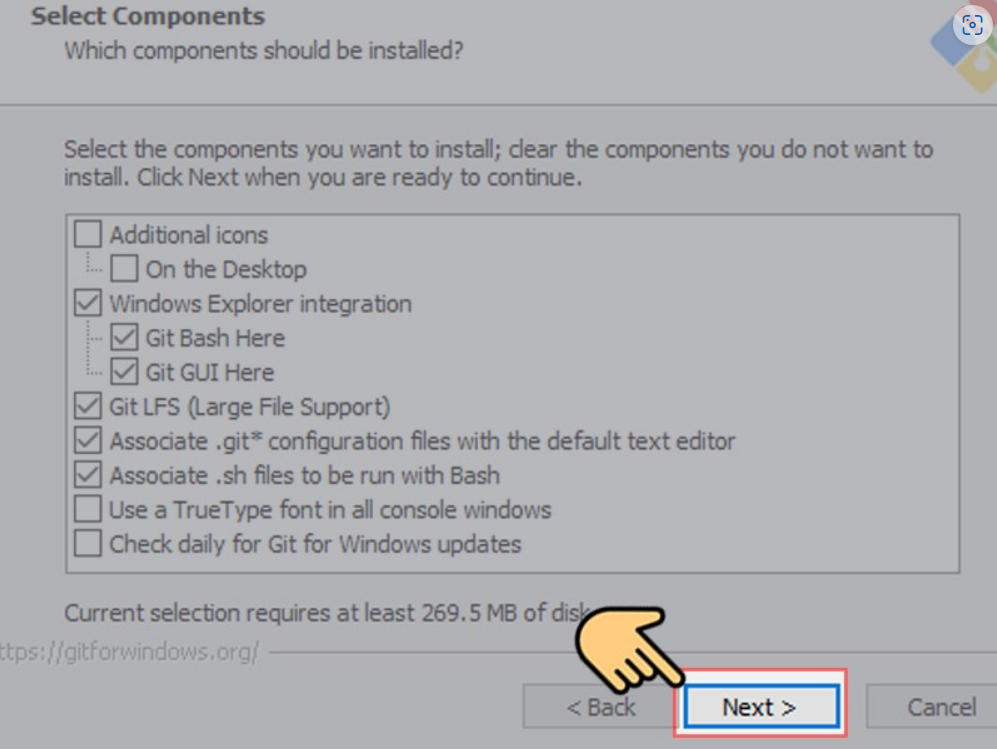 Select Components
Which components should be installed?
Select the components you want to install; clear the components you do not want to
install. Click Next when you are ready to continue.
Additional icons
On the Desktop
Windows Explorer integration
Git Bash Here
Git GUI Here
Git LFS (Large File Support)
Associate .git* configuration files with the default text editor
Associate .sh files to be run with Bash
Use a TrueType font in all console windows
Check daily for Git for Windows updates
Current selection requires at least 269.5 MB of disk
ttps://gitforwindows.org/
< Back
Next >
Cancel